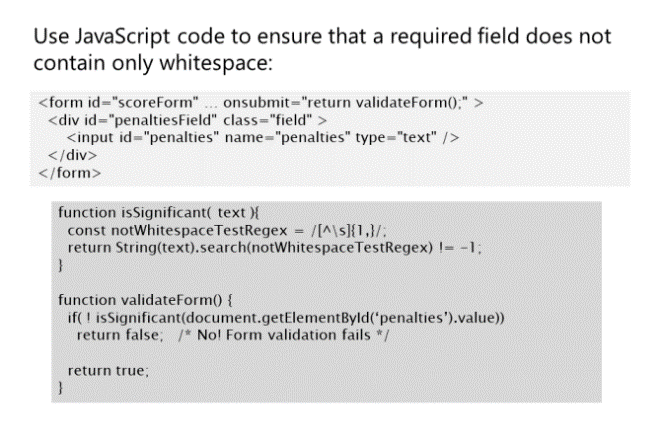 Use JavaScript code to ensure that a required field does not
contain only whitespace:
<form id="scoreForm" ... onsubmit="return validateForm();" >
<div id="penaltiesField" class="field" >
<input id="penalties" name="penalties" type="text" />
</div>
</form>
function isSignificant( text ){
const notWhitespaceTestRegex = /[^\s]{1,}/;
return String(text).search(notWhitespaceTestRegex) != -1;
}
function validateForm() {
if( ! isSignificant(document.getElementById(‘penalties’).value))
return false; /* No! Form validation fails */
return true;
}